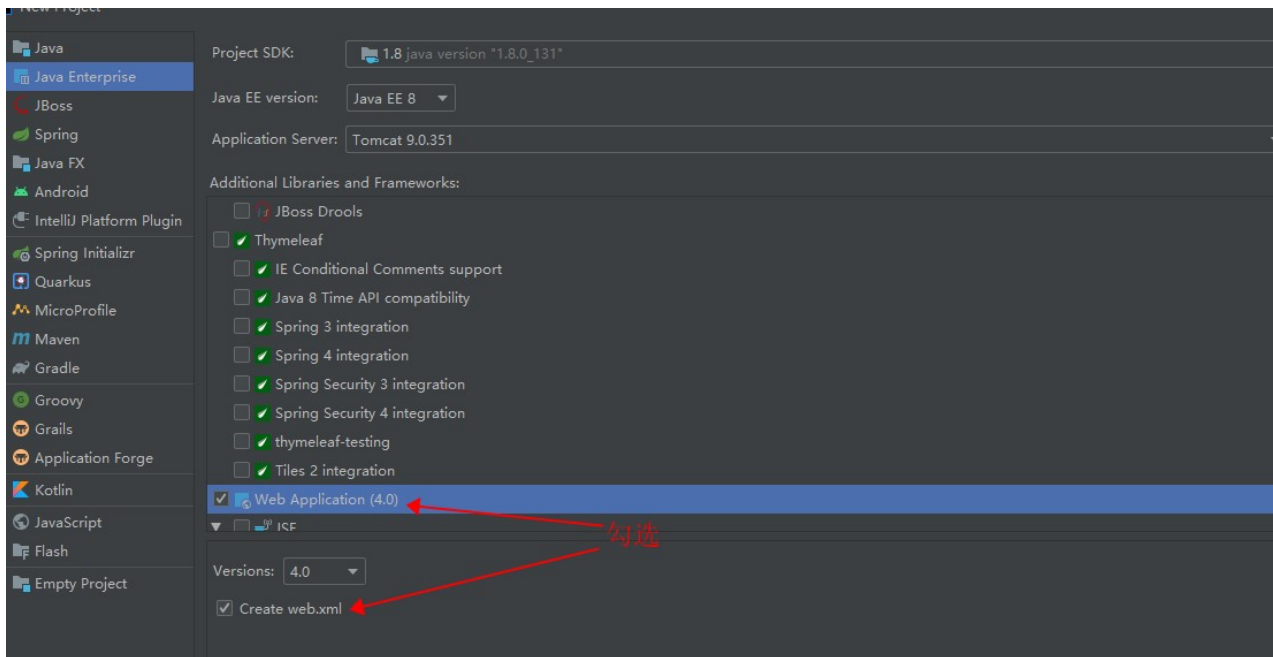 New Project
Java
Java Enterprise
JBoss
Spring
Java FX
Android
IntelliJ Platform Plugin
Spring Initializr
Quarkus
MicroProfile
Maven
Gradle
Groovy
Grails
Application Forge
Kotlin
JavaScript
Flash
Empty Project
Project SDK: 1.8 java version "1.8.0_131"
Java EE version: Java EE 8
Application Server: Tomcat 9.0.351
Additional Libraries and Frameworks:
JBoss Drools
Thymeleaf
IE Conditional Comments support
Java 8 Time API compatibility
Spring 3 integration
Spring 4 integration
Spring Security 3 integration
Spring Security 4 integration
thymeleaf-testing
Tiles 2 integration
Web Application (4.0)
勾选
Versions: 4.0
Create web.xml